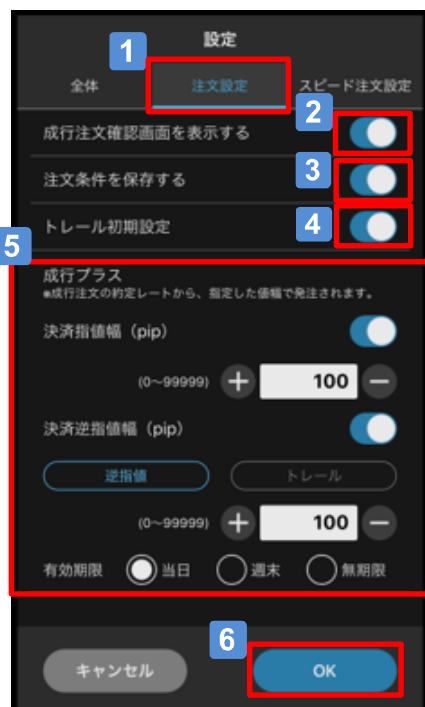 設定
1
全体 注文設定 スピード注文設定
2
成行注文確認画面を表示する
3
注文条件を保存する
4
トレール初期設定
5
成行プラス
※成行注文の約定レートから、指定した値幅で発注されます。
決済指値幅（pip）
(0~99999) + 100 −
決済逆指値幅（pip）
逆指値 トレール
(0~99999) + 100 −
有効期限 当日 週末 無期限
6
キャンセル OK